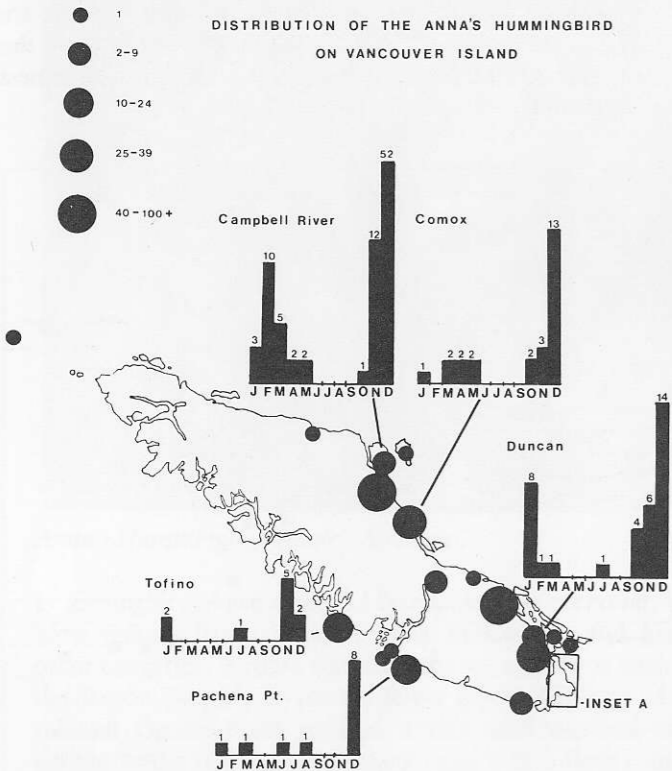 1
DISTRIBUTION OF THE ANNA'S HUMMINGBIRD
ON VANCOUVER ISLAND
2-9
10-24
25-39
40-100+
Campbell River
3 10 5 2 2 1 12 52
J F M A M J J A S O N D
Comox
1 2 2 2 2 3 13
J F M A M J J A S O N D
Duncan
8 1 1 1 4 6 14
J F M A M J J A S O N D
Tofino
2 1 5 2
J F M A M J J A S O N D
Pachena Pt.
1 1 1 1 8
J F M A M J J A S O N D
-INSET A